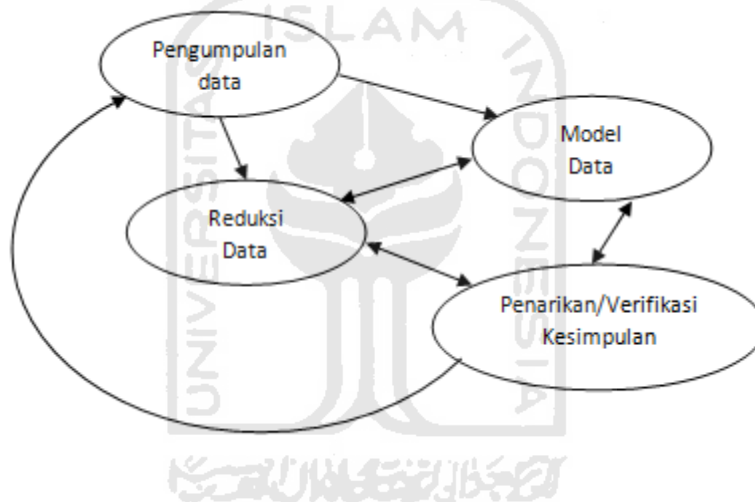 ISLAM
UNIVERSITAS
INDONESIA
Pengumpulan
data
Model
Data
Reduksi
Data
Penarikan/Verifikasi
Kesimpulan